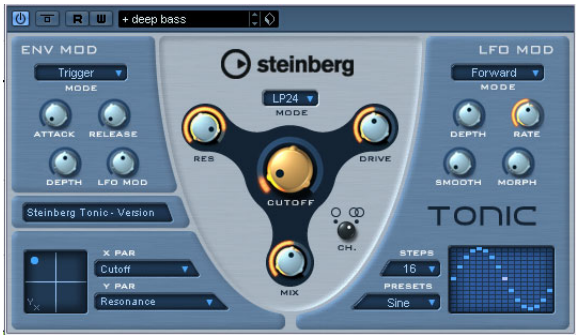 R W + deep bass
ENV MOD
Trigger
MODE
ATTACK RELEASE
DEPTH LFO MOD
Steinberg Tonic - Version
steinberg
LP24
MODE
RES DRIVE
CUTOFF
CH.
MIX
LFO MOD
Forward
MODE
DEPTH RATE
SMOOTH MORPH
TONIC
X PAR
Cutoff
Y PAR
Resonance
Y X
STEPS
16
PRESETS
Sine